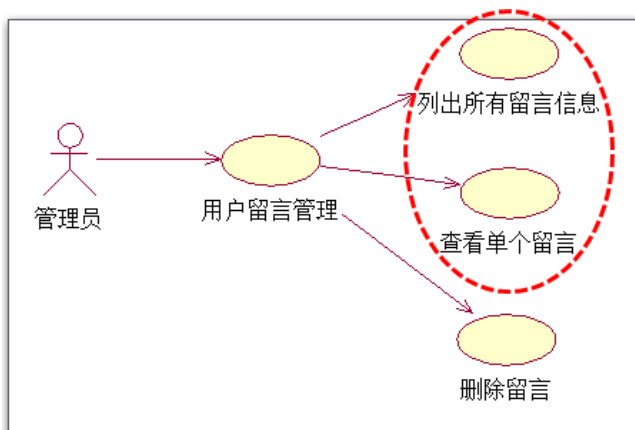 列出所有留言信息
管理员
用户留言管理
查看单个留言
删除留言